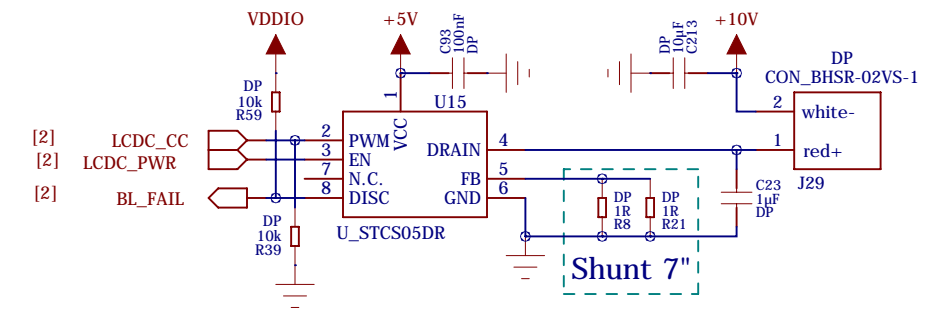 VDDIO
+5V
+10V
C93
100nF
DP
DP
10µF
C213
DP
CON_BHSR-02VS-1
DP
10k
R59
1
VCC
U15
2
white-
1
red+
J29
[2]
LCDC_CC
2
PWM
[2]
LCDC_PWR
3
EN
7
N.C.
[2]
BL_FAIL
8
DISC
DRAIN
4
FB
5
GND
6
U_STCS05DR
DP
10k
R39
DP
1R
R8
DP
1R
R21
C23
1µF
DP
Shunt 7"